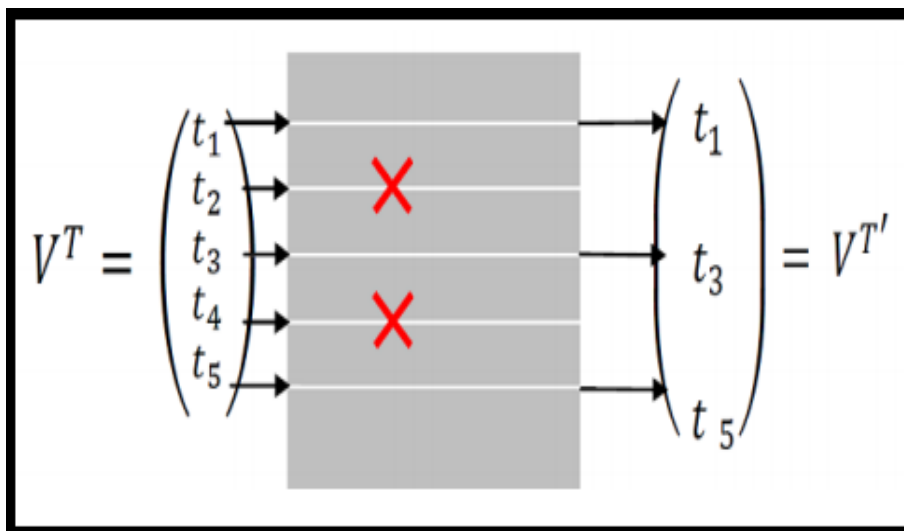 V^T = (t_1 t_2 t_3 t_4 t_5)
(t_1 t_3 t_5) = V^{T'}